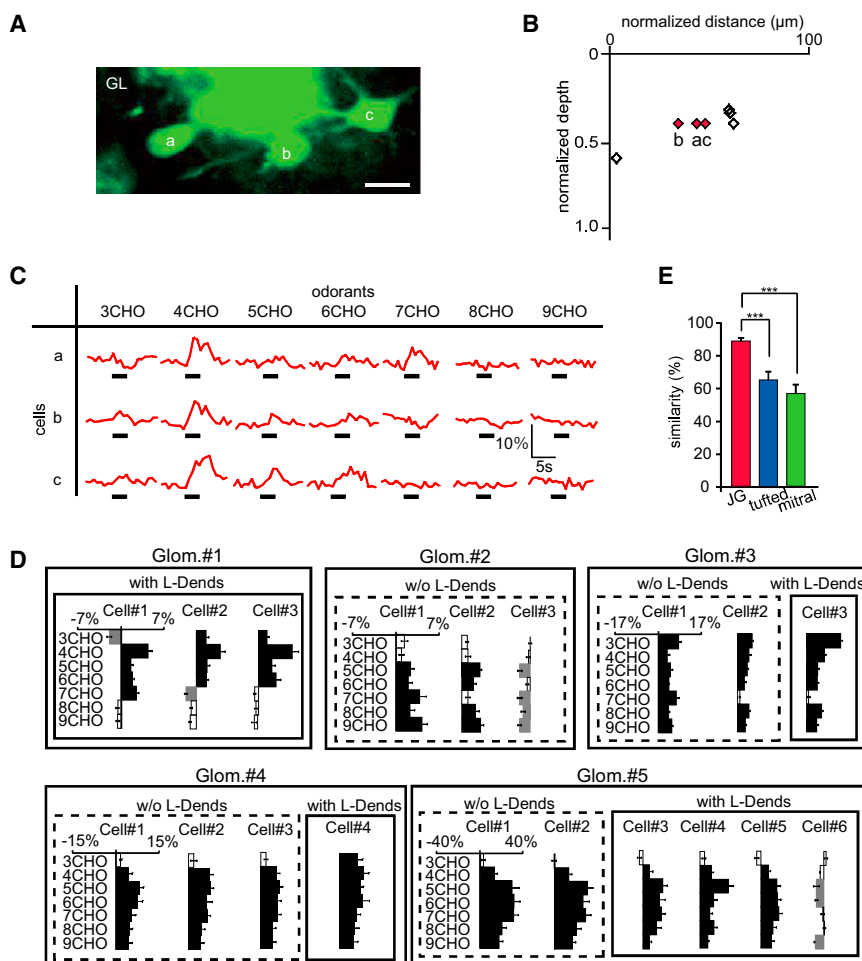 A
GL
a
b
c
B
normalized distance (µm)
0
100
0
normalized depth
0.5
1.0
b
ac
C
odorants
3CHO 4CHO 5CHO 6CHO 7CHO 8CHO 9CHO
cells
a
b
c
10%
5s
E
***
***
similarity (%)
100
80
60
40
20
0
JG tufted mitral
D
Glom.#1
with L-Dends
Cell#1 Cell#2 Cell#3
-7% 7%
3CHO
4CHO
5CHO
6CHO
7CHO
8CHO
9CHO
Glom.#2
w/o L-Dends
Cell#1 Cell#2 Cell#3
-7% 7%
3CHO
4CHO
5CHO
6CHO
7CHO
8CHO
9CHO
Glom.#3
w/o L-Dends with L-Dends
Cell#1 Cell#2 Cell#3
-17% 17%
3CHO
4CHO
5CHO
6CHO
7CHO
8CHO
9CHO
Glom.#4
w/o L-Dends with L-Dends
Cell#1 Cell#2 Cell#3 Cell#4
-15% 15%
3CHO
4CHO
5CHO
6CHO
7CHO
8CHO
9CHO
Glom.#5
w/o L-Dends with L-Dends
Cell#1 Cell#2 Cell#3 Cell#4 Cell#5 Cell#6
-40% 40%
3CHO
4CHO
5CHO
6CHO
7CHO
8CHO
9CHO